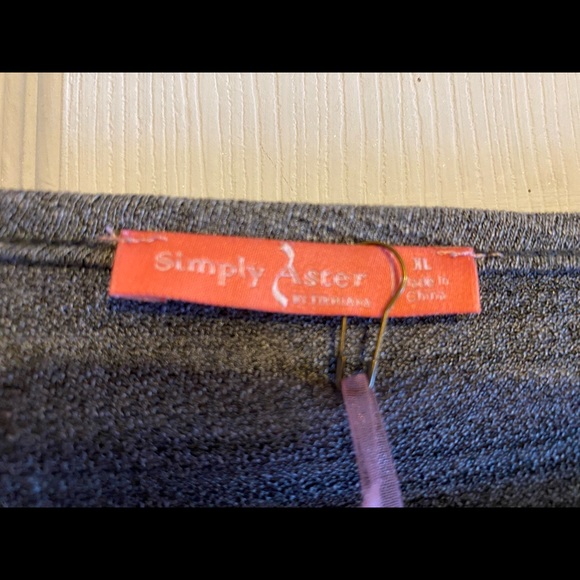 Simply Aster
XL
Made in
China